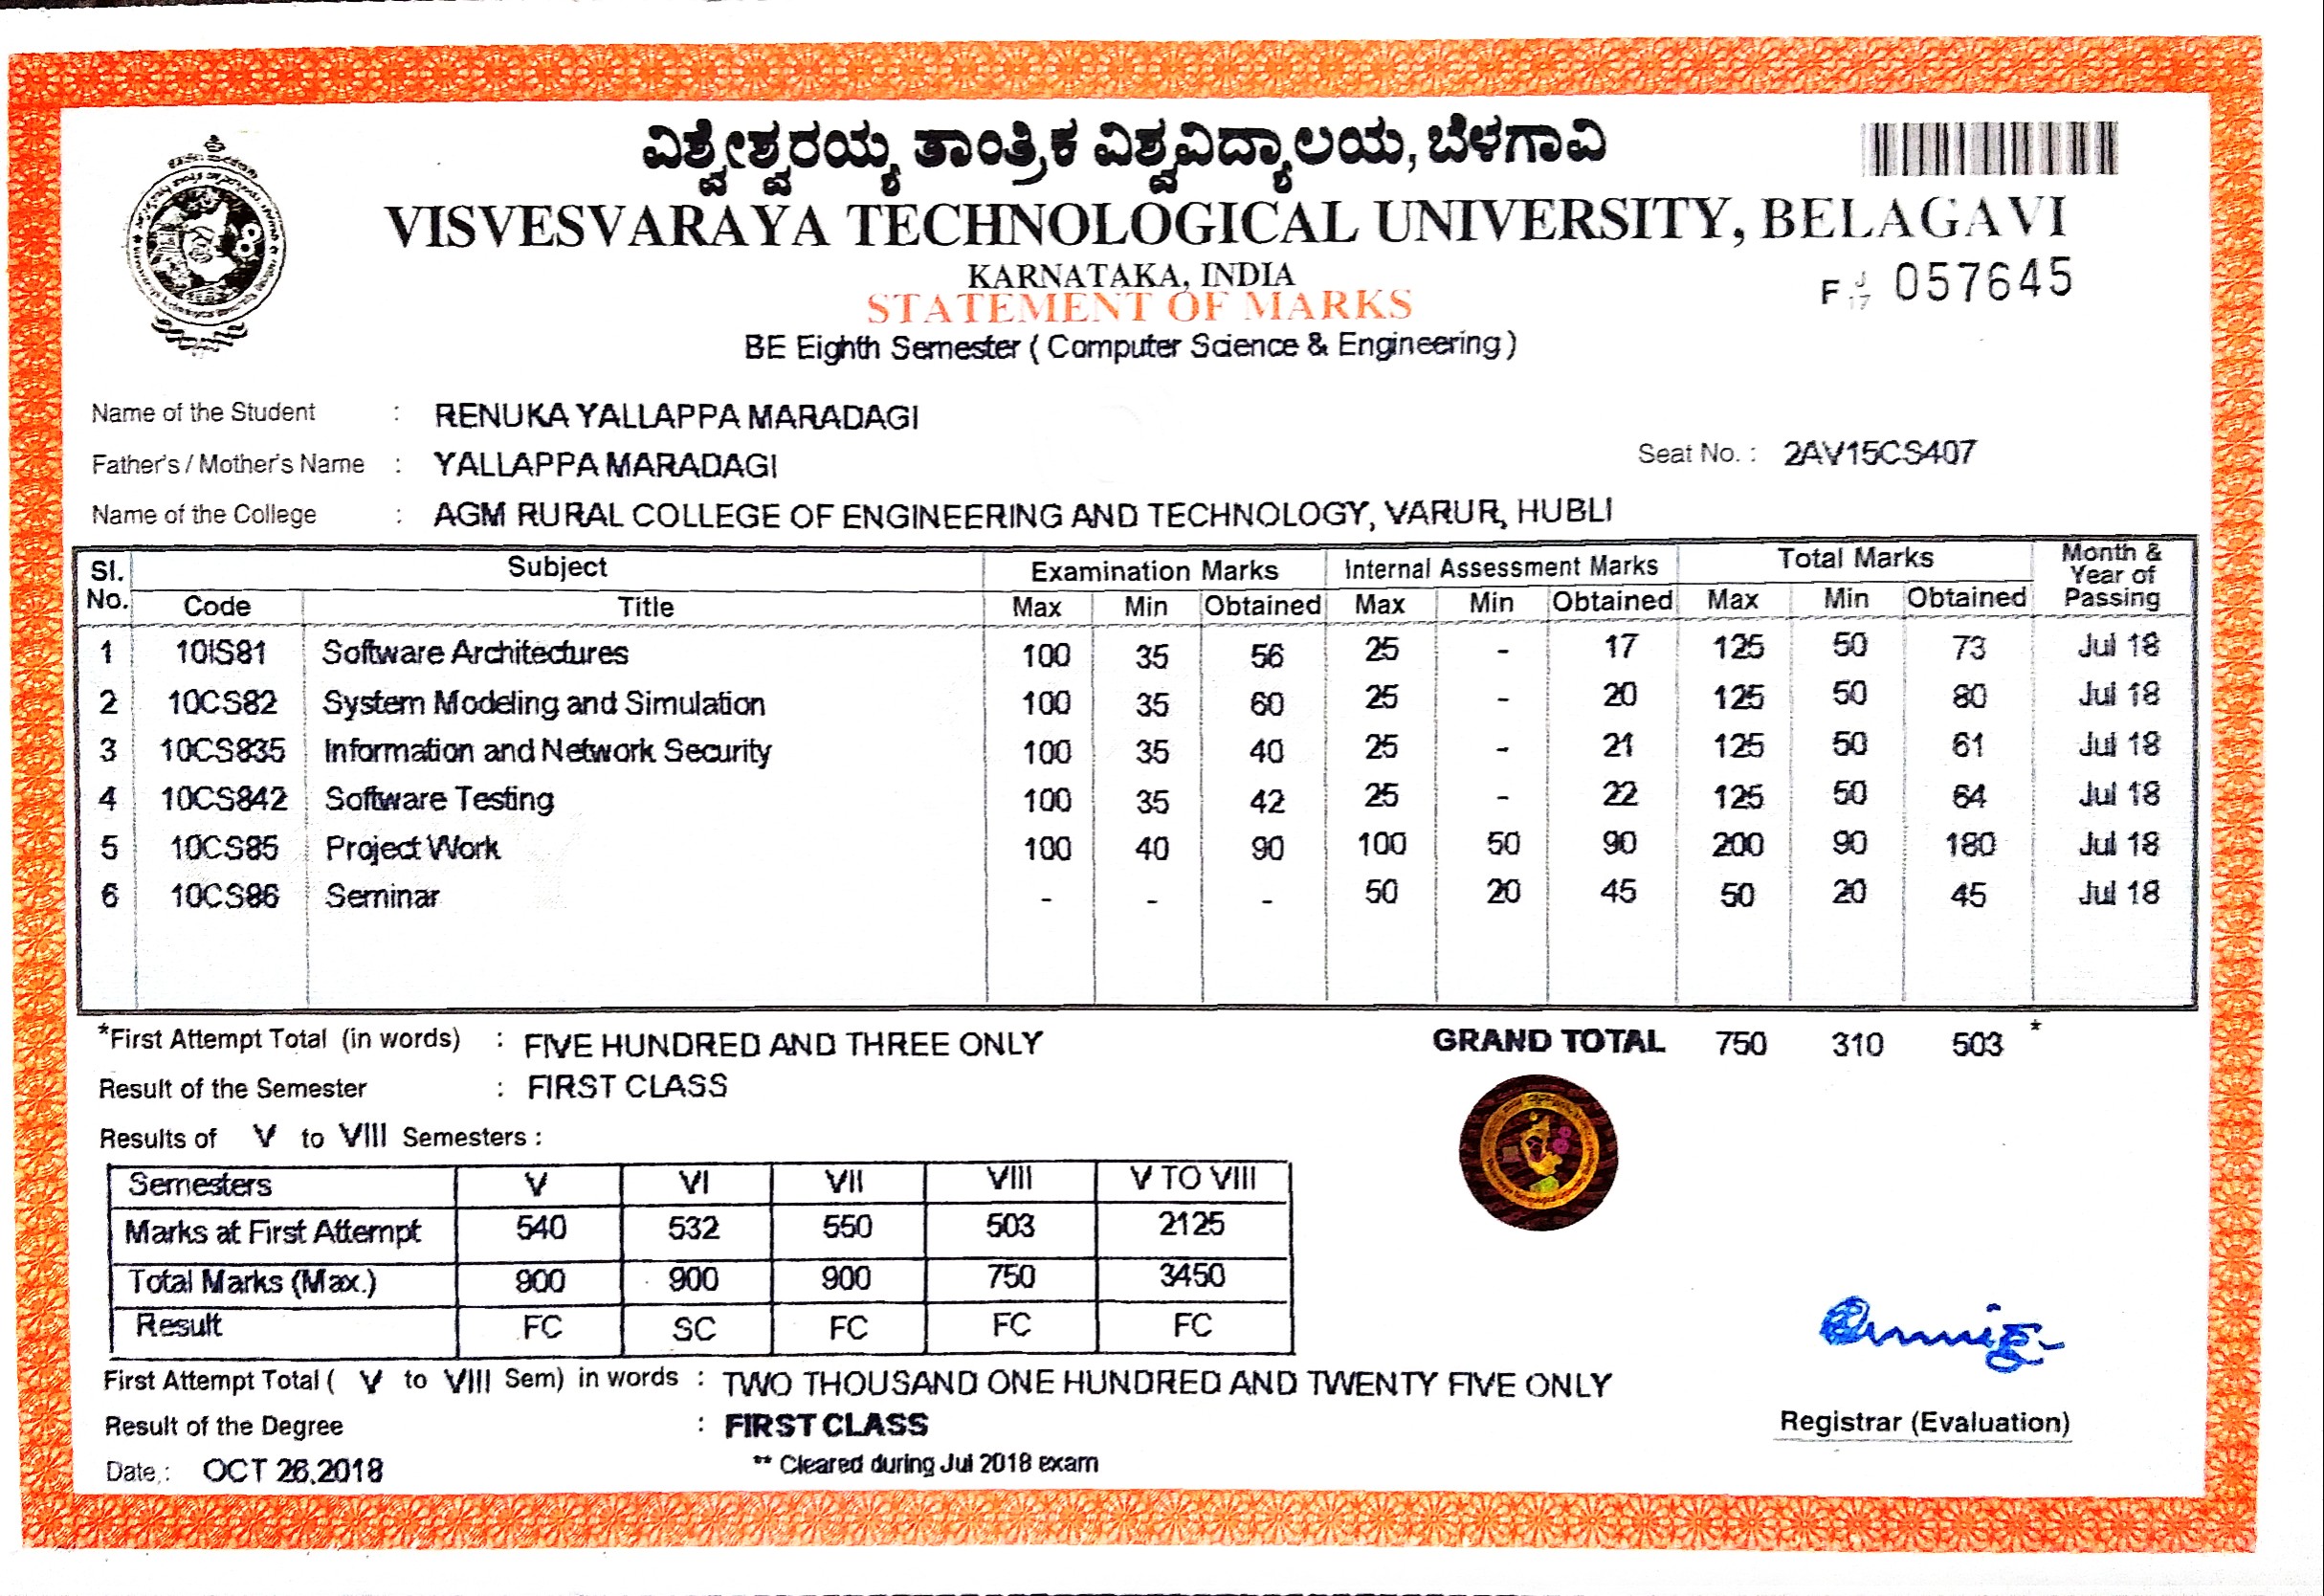 ವಿಶ್ವೇಶ್ವರಯ್ಯ ತಾಂತ್ರಿಕ ವಿಶ್ವವಿದ್ಯಾಲಯ, ಬೆಳಗಾವಿ
VISVESVARAYA TECHNOLOGICAL UNIVERSITY, BELAGAVI
KARNATAKA, INDIA
F J/17 057645
STATEMENT OF MARKS
BE Eighth Semester ( Computer Science & Engineering )
Name of the Student : RENUKA YALLAPPA MARADAGI
Father's / Mother's Name : YALLAPPA MARADAGI
Seat No. : 2AV15CS407
Name of the College : AGM RURAL COLLEGE OF ENGINEERING AND TECHNOLOGY, VARUR, HUBLI
Sl. No. Subject Examination Marks Internal Assessment Marks Total Marks Month & Year of Passing
Code Title Max Min Obtained Max Min Obtained Max Min Obtained
1 10IS81 Software Architectures 100 35 56 25 - 17 125 50 73 Jul 18
2 10CS82 System Modeling and Simulation 100 35 60 25 - 20 125 50 80 Jul 18
3 10CS835 Information and Network Security 100 35 40 25 - 21 125 50 61 Jul 18
4 10CS842 Software Testing 100 35 42 25 - 22 125 50 64 Jul 18
5 10CS85 Project Work 100 40 90 100 50 90 200 90 180 Jul 18
6 10CS86 Seminar - - - 50 20 45 50 20 45 Jul 18
*First Attempt Total (in words) : FIVE HUNDRED AND THREE ONLY GRAND TOTAL 750 310 503 *
Result of the Semester : FIRST CLASS
Results of V to VIII Semesters :
Semesters V VI VII VIII V TO VIII
Marks at First Attempt 540 532 550 503 2125
Total Marks (Max.) 900 900 900 750 3450
Result FC SC FC FC FC
First Attempt Total ( V to VIII Sem) in words : TWO THOUSAND ONE HUNDRED AND TWENTY FIVE ONLY
Result of the Degree : FIRST CLASS
Registrar (Evaluation)
** Cleared during Jul 2018 exam
Date : OCT 26,2018